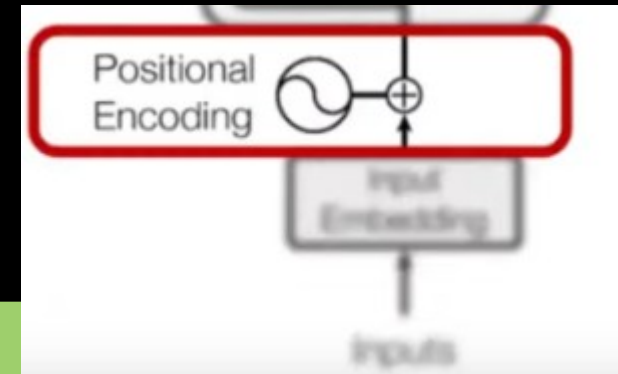 Positional
Encoding
Input
Embedding
Inputs